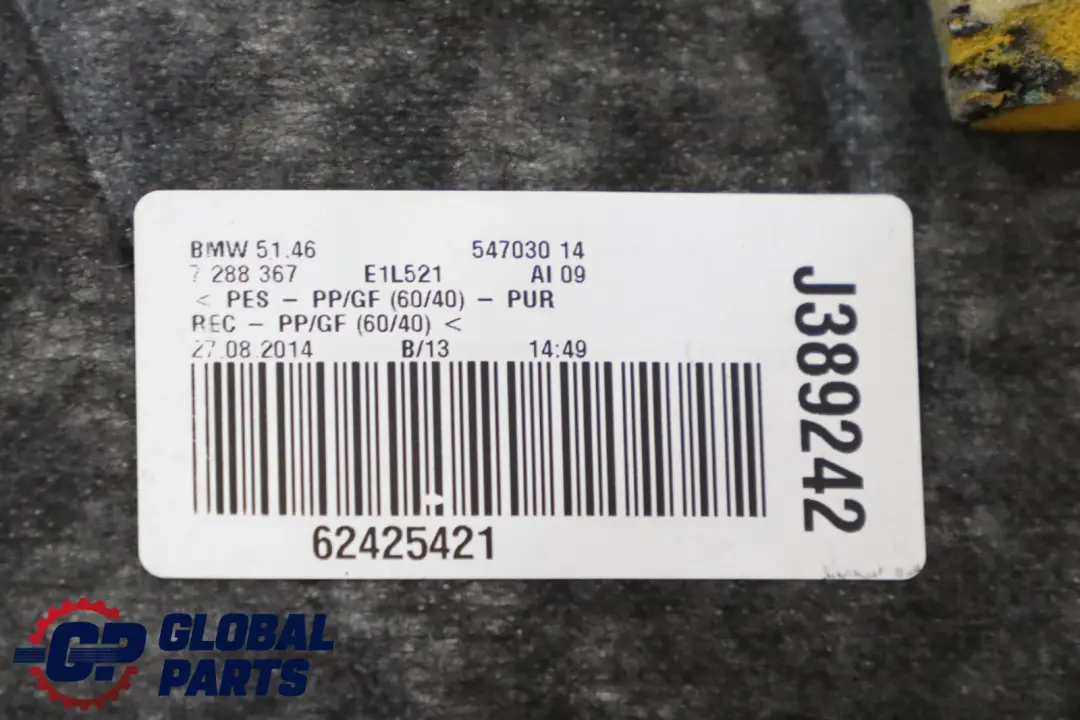 BMW 51.46 547030 14
7 288 367 E1L521 AI 09
< PES - PP/GF (60/40) - PUR
REC - PP/GF (60/40) <
27.08.2014 B/13 14:49
62425421
J389242
GP GLOBAL
PARTS